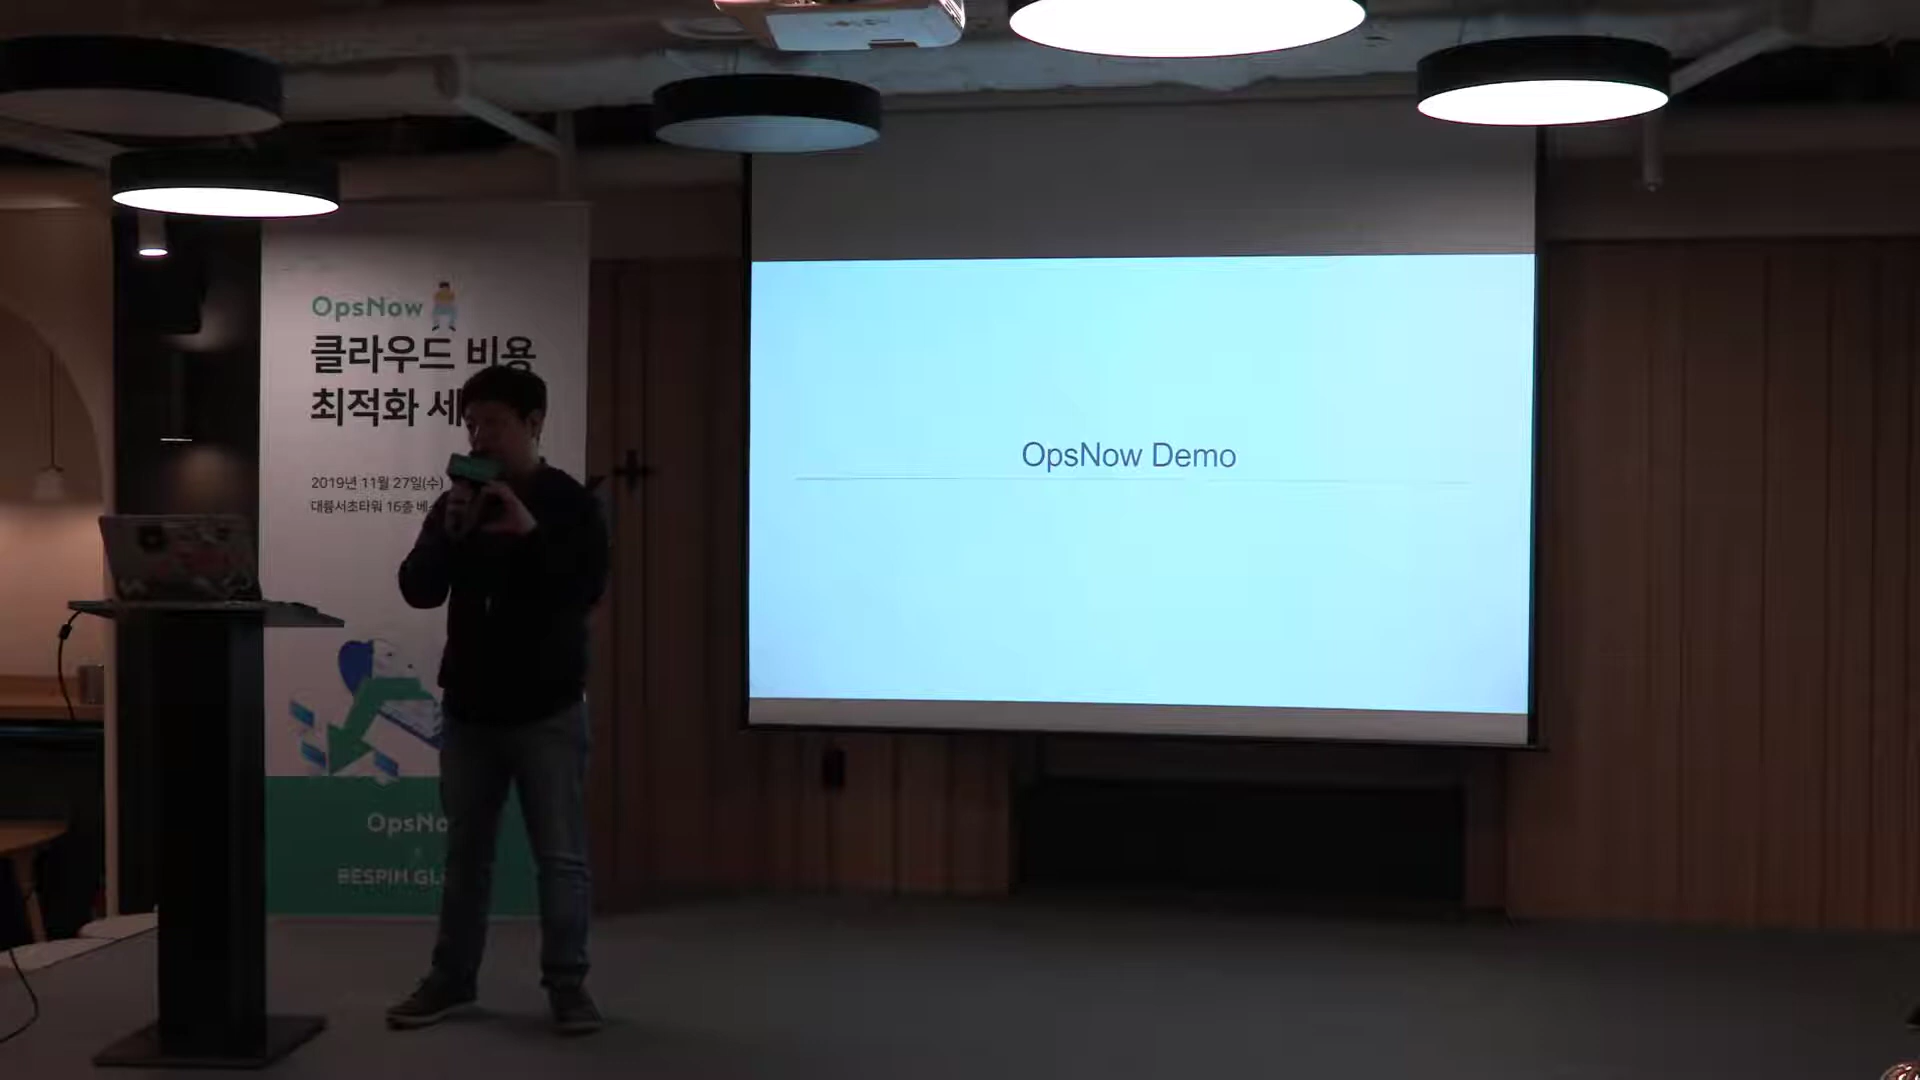 OpsNow
클라우드 비용
최적화 세
2019년 11월 27일(수)
대륭서초타워 16층 베
OpsNo
BESPIN GL
OpsNow Demo